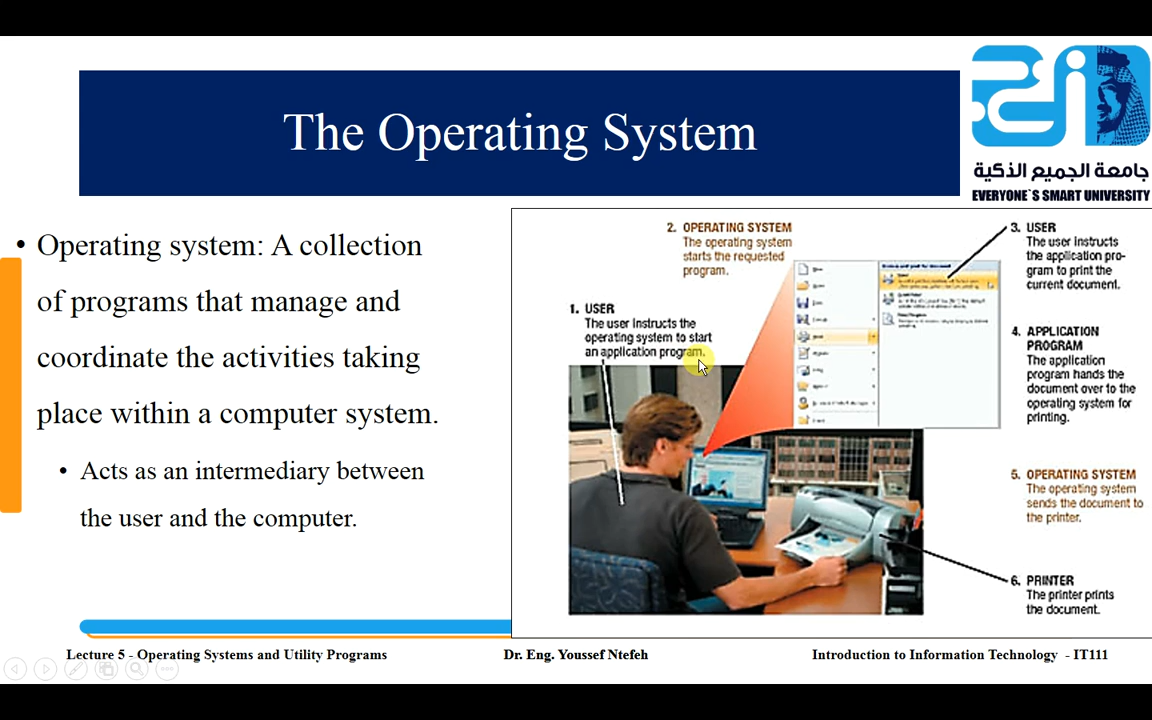 The Operating System
جامعة الجميع الذكية
EVERYONE`S SMART UNIVERSITY
• Operating system: A collection
of programs that manage and
coordinate the activities taking
place within a computer system.
• Acts as an intermediary between
the user and the computer.
1. USER
The user instructs the
operating system to start
an application program.
2. OPERATING SYSTEM
The operating system
starts the requested
program.
3. USER
The user instructs
the application pro-
gram to print the
current document.
4. APPLICATION
PROGRAM
The application
program hands the
document over to the
operating system for
printing.
5. OPERATING SYSTEM
The operating system
sends the document to
the printer.
6. PRINTER
The printer prints
the document.
Lecture 5 - Operating Systems and Utility Programs
Dr. Eng. Youssef Ntefeh
Introduction to Information Technology - IT111